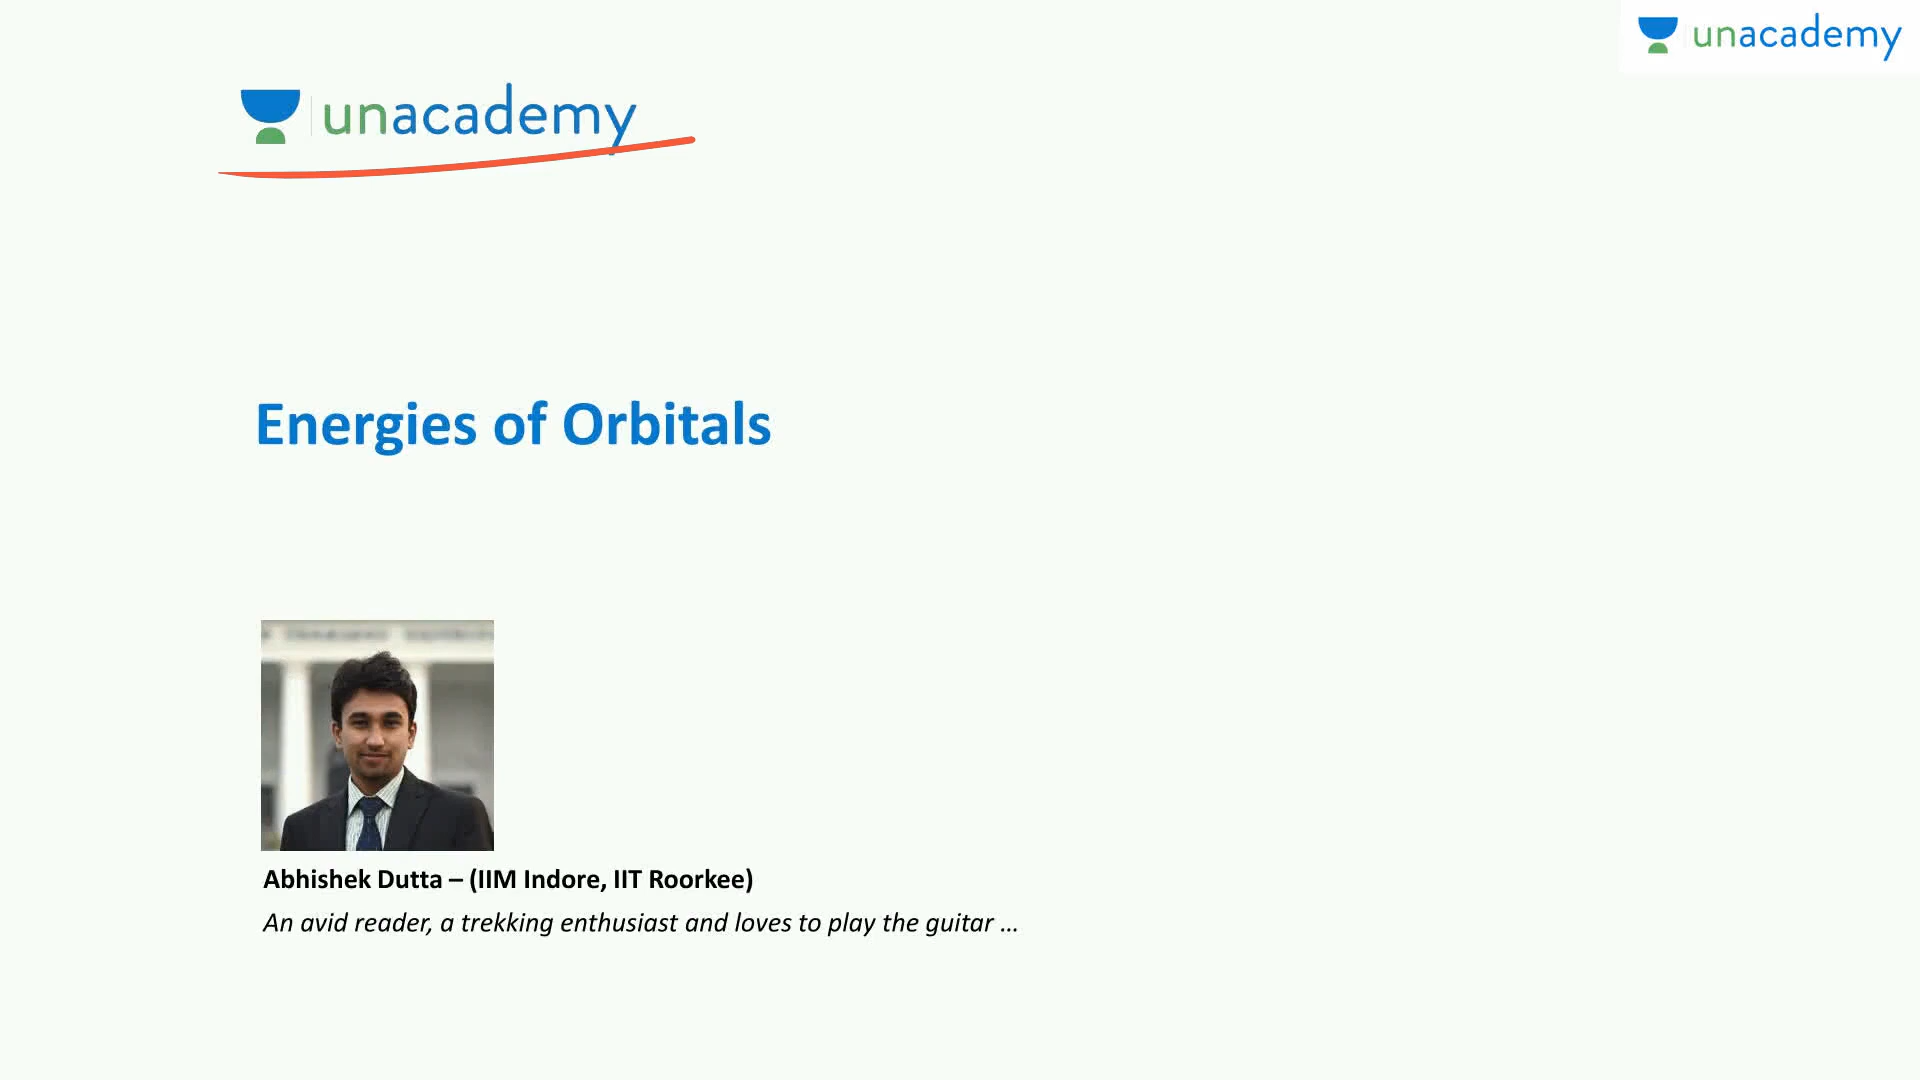 unacademy
unacademy
Energies of Orbitals
Abhishek Dutta – (IIM Indore, IIT Roorkee)
An avid reader, a trekking enthusiast and loves to play the guitar ...